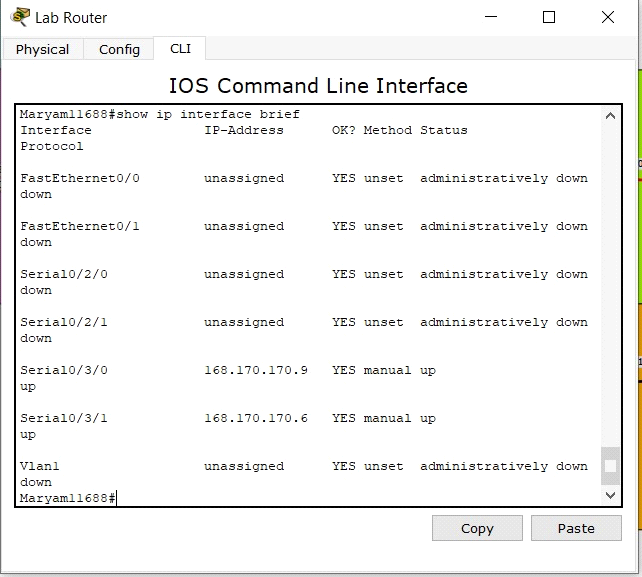 Lab Router
Physical Config CLI
IOS Command Line Interface
Maryam11688#show ip interface brief
Interface IP-Address OK? Method Status
Protocol
FastEthernet0/0 unassigned YES unset administratively down
down
FastEthernet0/1 unassigned YES unset administratively down
down
Serial0/2/0 unassigned YES unset administratively down
down
Serial0/2/1 unassigned YES unset administratively down
down
Serial0/3/0 168.170.170.9 YES manual up
up
Serial0/3/1 168.170.170.6 YES manual up
up
Vlan1 unassigned YES unset administratively down
down
Maryam11688#
Copy Paste